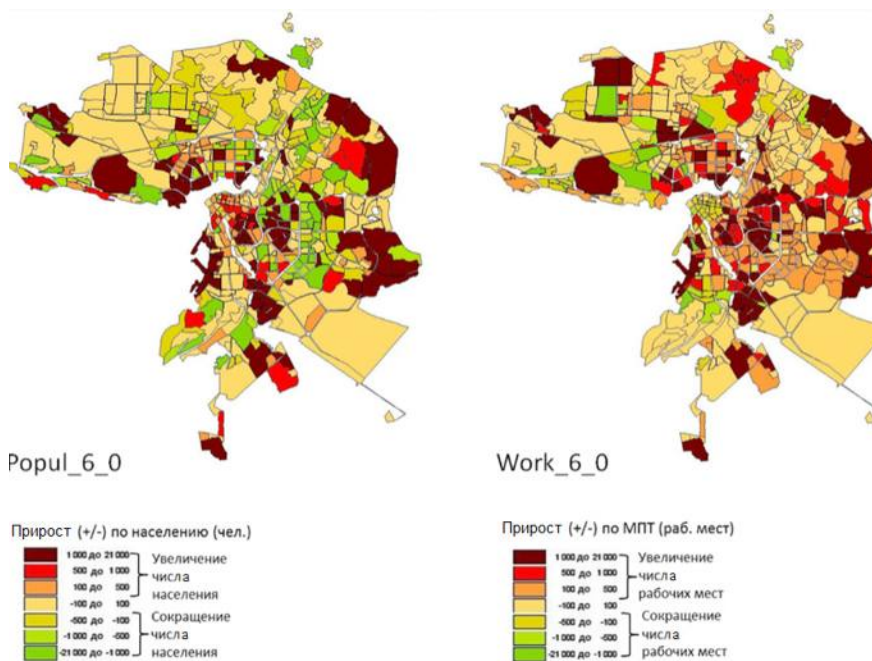 Popul_6_0
Прирост (+/-) по населению (чел.)
1 000 до 21 000
500 до 1 000
100 до 500
-100 до 100
-500 до -100
-1 000 до -500
-21 000 до -1 000
Увеличение
числа
населения
Сокращение
числа
населения
Work_6_0
Прирост (+/-) по МПТ (раб. мест)
1 000 до 21 000
500 до 1 000
100 до 500
-100 до 100
-500 до -100
-1 000 до -500
-21 000 до -1 000
Увеличение
числа
рабочих мест
Сокращение
числа
рабочих мест